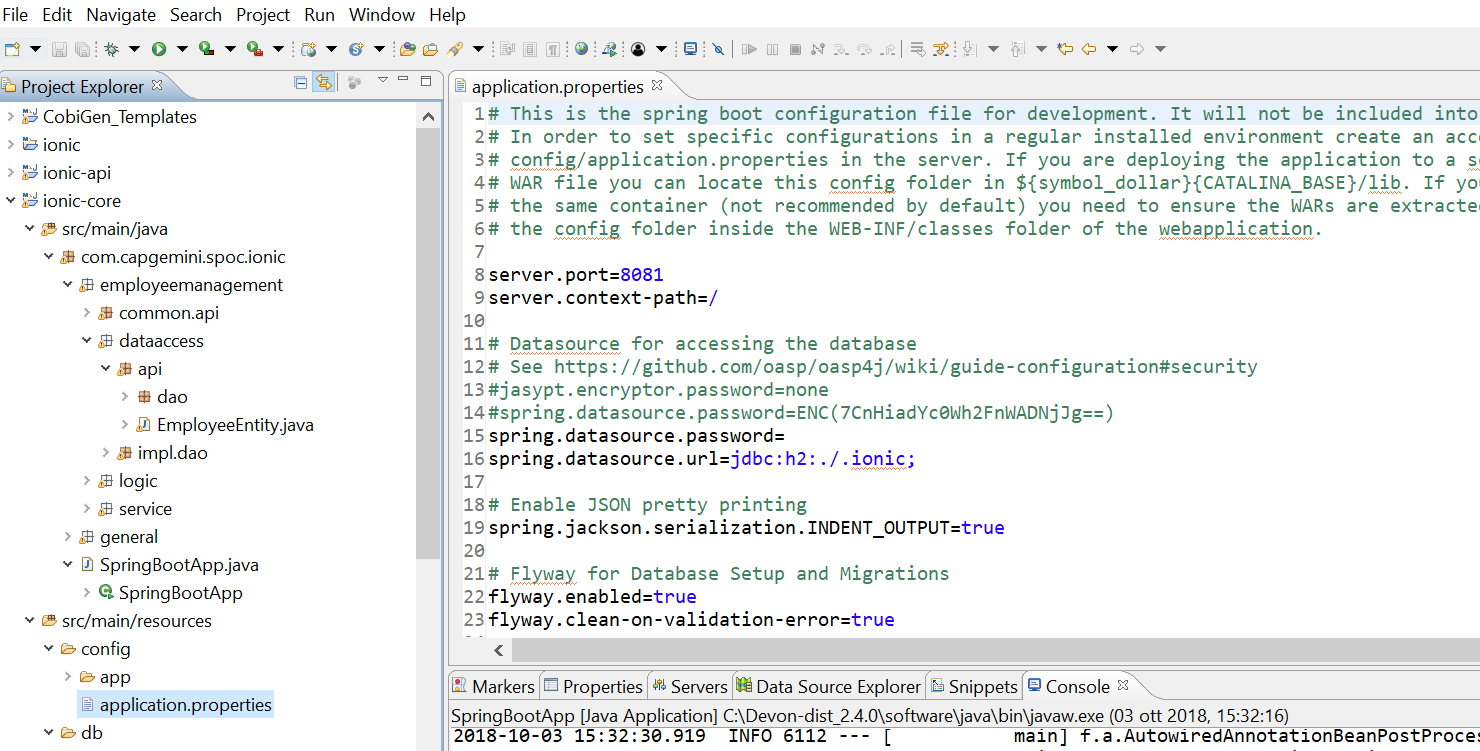 File Edit Navigate Search Project Run Window Help
Project Explorer
CobiGen_Templates
ionic
ionic-api
ionic-core
src/main/java
com.capgemini.spoc.ionic
employeemanagement
common.api
dataaccess
api
dao
EmployeeEntity.java
impl.dao
logic
service
general
SpringBootApp.java
SpringBootApp
src/main/resources
config
app
application.properties
db
application.properties
1 # This is the spring boot configuration file for development. It will not be included into
2 # In order to set specific configurations in a regular installed environment create an acc
3 # config/application.properties in the server. If you are deploying the application to a s
4 # WAR file you can locate this config folder in ${symbol_dollar}{CATALINA_BASE}/lib. If yo
5 # the same container (not recommended by default) you need to ensure the WARs are extracte
6 # the config folder inside the WEB-INF/classes folder of the webapplication.
7
8 server.port=8081
9 server.context-path=/
10
11 # Datasource for accessing the database
12 # See https://github.com/oasp/oasp4j/wiki/guide-configuration#security
13 #jasypt.encryptor.password=none
14 #spring.datasource.password=ENC(7CnHiadYc0Wh2FnWADNjJg==)
15 spring.datasource.password=
16 spring.datasource.url=jdbc:h2:./.ionic;
17
18 # Enable JSON pretty printing
19 spring.jackson.serialization.INDENT_OUTPUT=true
20
21 # Flyway for Database Setup and Migrations
22 flyway.enabled=true
23 flyway.clean-on-validation-error=true
Markers Properties Servers Data Source Explorer Snippets Console
SpringBootApp [Java Application] C:\Devon-dist_2.4.0\software\java\bin\javaw.exe (03 ott 2018, 15:32:16)
2018-10-03 15:32:30.919 INFO 6112 --- [ main] f.a.AutowiredAnnotationBeanPostProces